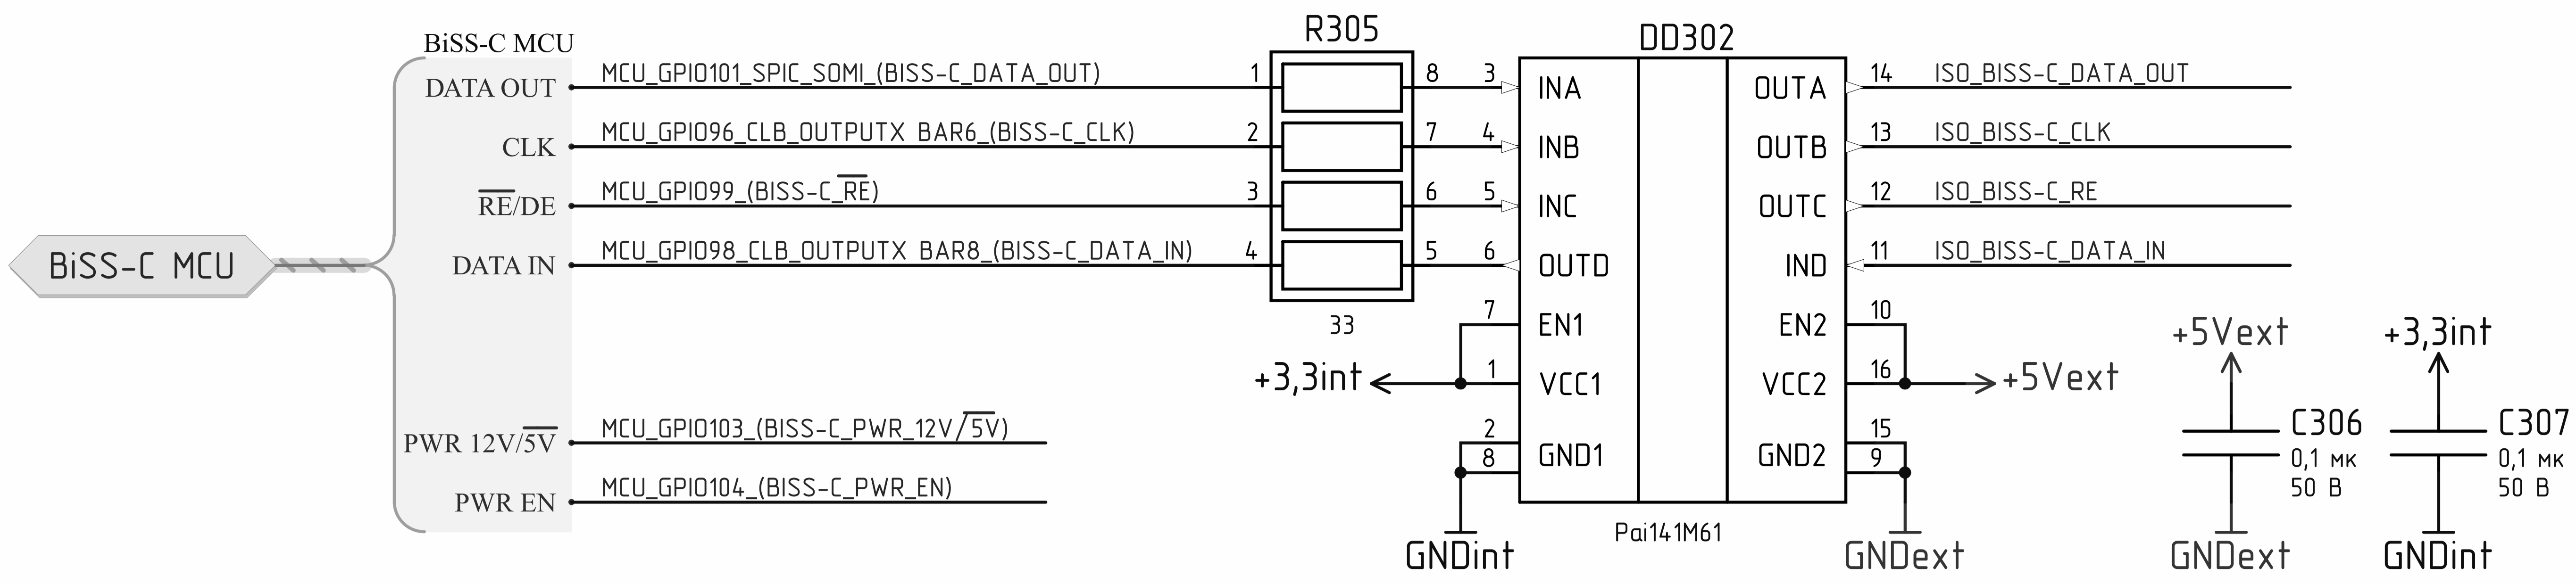 BiSS-C MCU
BiSS-C MCU
DATA OUT
CLK
RE/DE
DATA IN
PWR 12V/5V
PWR EN
MCU_GPIO101_SPIC_SOMI_(BISS-C_DATA_OUT)
MCU_GPIO96_CLB_OUTPUTX BAR6_(BISS-C_CLK)
MCU_GPIO99_(BISS-C_RE)
MCU_GPIO98_CLB_OUTPUTX BAR8_(BISS-C_DATA_IN)
MCU_GPIO103_(BISS-C_PWR_12V/5V)
MCU_GPIO104_(BISS-C_PWR_EN)
R305
1 8
2 7
3 6
4 5
33
DD302
3 INA OUTA 14
4 INB OUTB 13
5 INC OUTC 12
6 OUTD IND 11
7 EN1 EN2 10
1 VCC1 VCC2 16
2 15
GND1 GND2
8 9
Pai141M61
+3,3int
GNDint
+5Vext
GNDext
ISO_BISS-C_DATA_OUT
ISO_BISS-C_CLK
ISO_BISS-C_RE
ISO_BISS-C_DATA_IN
+5Vext
C306
0,1 мк
50 В
GNDext
+3,3int
C307
0,1 мк
50 В
GNDint